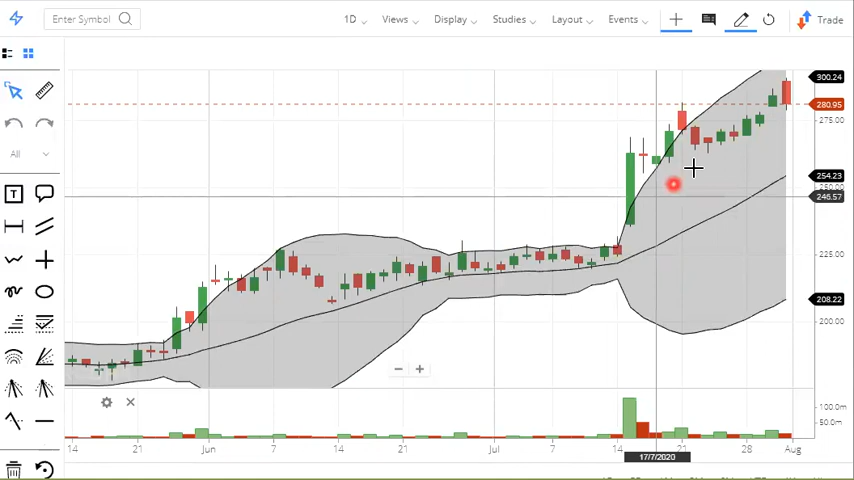 Enter Symbol 1D Views Display Studies Layout Events Trade
300.24
280.95
275.00
254.23
246.57
225.00
208.22
200.00
All
T
100.0m
50.0m
14 21 Jun 7 14 21 Jul 7 14 21 28 Aug
17/7/2020